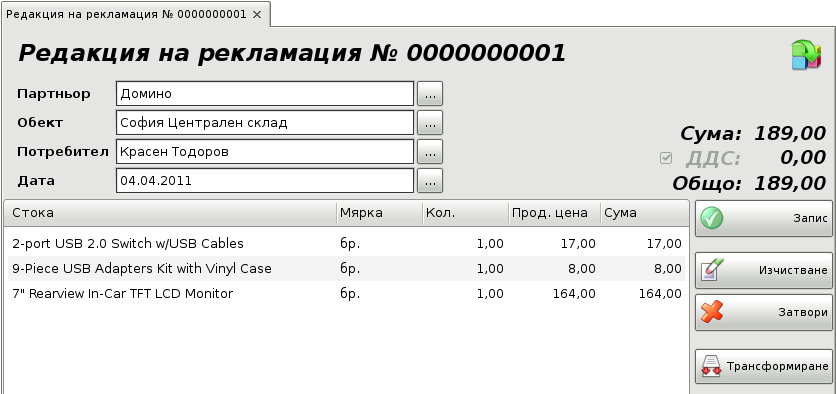 Редакция на рекламация № 0000000001 ×
Редакция на рекламация № 0000000001
Партньор Домино ...
Обект София Централен склад ...
Потребител Красен Тодоров ...
Дата 04.04.2011 ...
Сума: 189,00
ДДС: 0,00
Общо: 189,00
Стока Мярка Кол. Прод. цена Сума
2-port USB 2.0 Switch w/USB Cables бр. 1,00 17,00 17,00
9-Piece USB Adapters Kit with Vinyl Case бр. 1,00 8,00 8,00
7" Rearview In-Car TFT LCD Monitor бр. 1,00 164,00 164,00
Запис
Изчистване
Затвори
Трансформиране